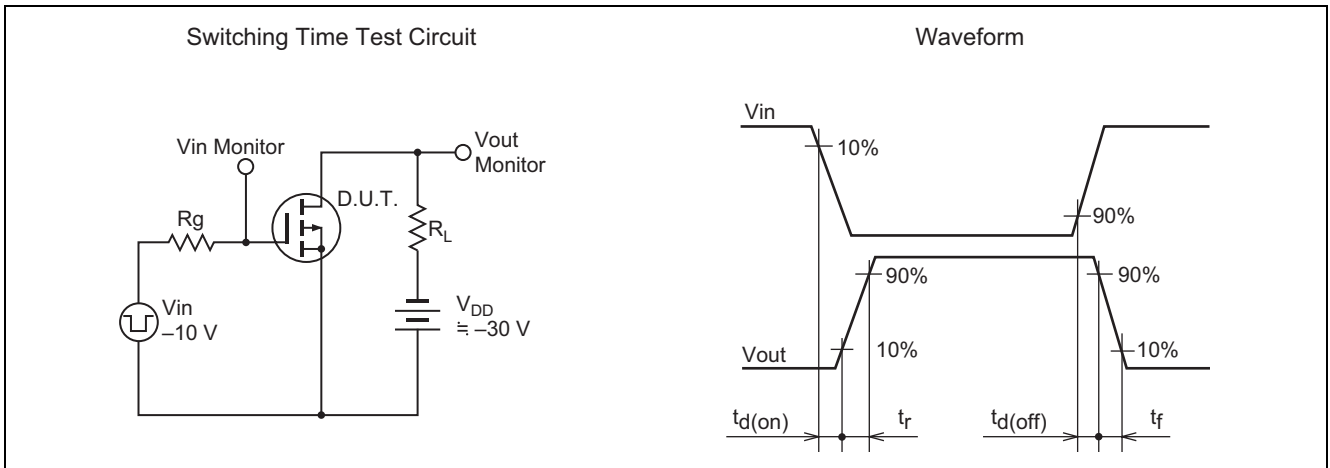 Switching Time Test Circuit
Vin Monitor
Vout
Monitor
D.U.T.
Rg
RL
Vin
–10 V
VDD
≒ –30 V
Waveform
Vin
10%
90%
90%
90%
Vout
10%
10%
td(on)
tr
td(off)
tf